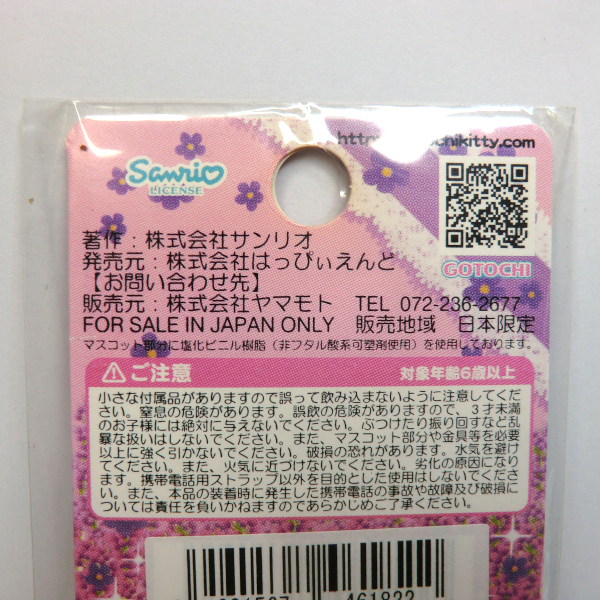 Sanrio
LICENSE
chikitty.com
GOTOCHI
著作：株式会社サンリオ
発売元：株式会社はっぴぃえんど
【お問い合わせ先】
販売元：株式会社ヤマモト TEL 072-236-2677
FOR SALE IN JAPAN ONLY 販売地域 日本限定
マスコット部分に塩化ビニル樹脂（非フタル酸系可塑剤使用）を使用しております。
ご注意 対象年齢6歳以上
小さな付属品がありますので誤って飲み込まないように注意してくだ
さい。窒息の危険があります。誤飲の危険がありますので、３才未満
のお子様には絶対に与えないでください。ぶつけたり振り回すなど乱
暴な扱いはしないでください。また、マスコット部分や金具等を必要
以上に強く引かないでください。破損の恐れがあります。水気を避け
てください。また、火気に近づけないでください。劣化の原因になり
ます。携帯電話用ストラップ以外を目的とした使用はしないでくださ
い。また、本品の装着時に発生した携帯電話の事故や故障及び破損に
ついては責任を負いかねますのであらかじめご了承ください。
461822